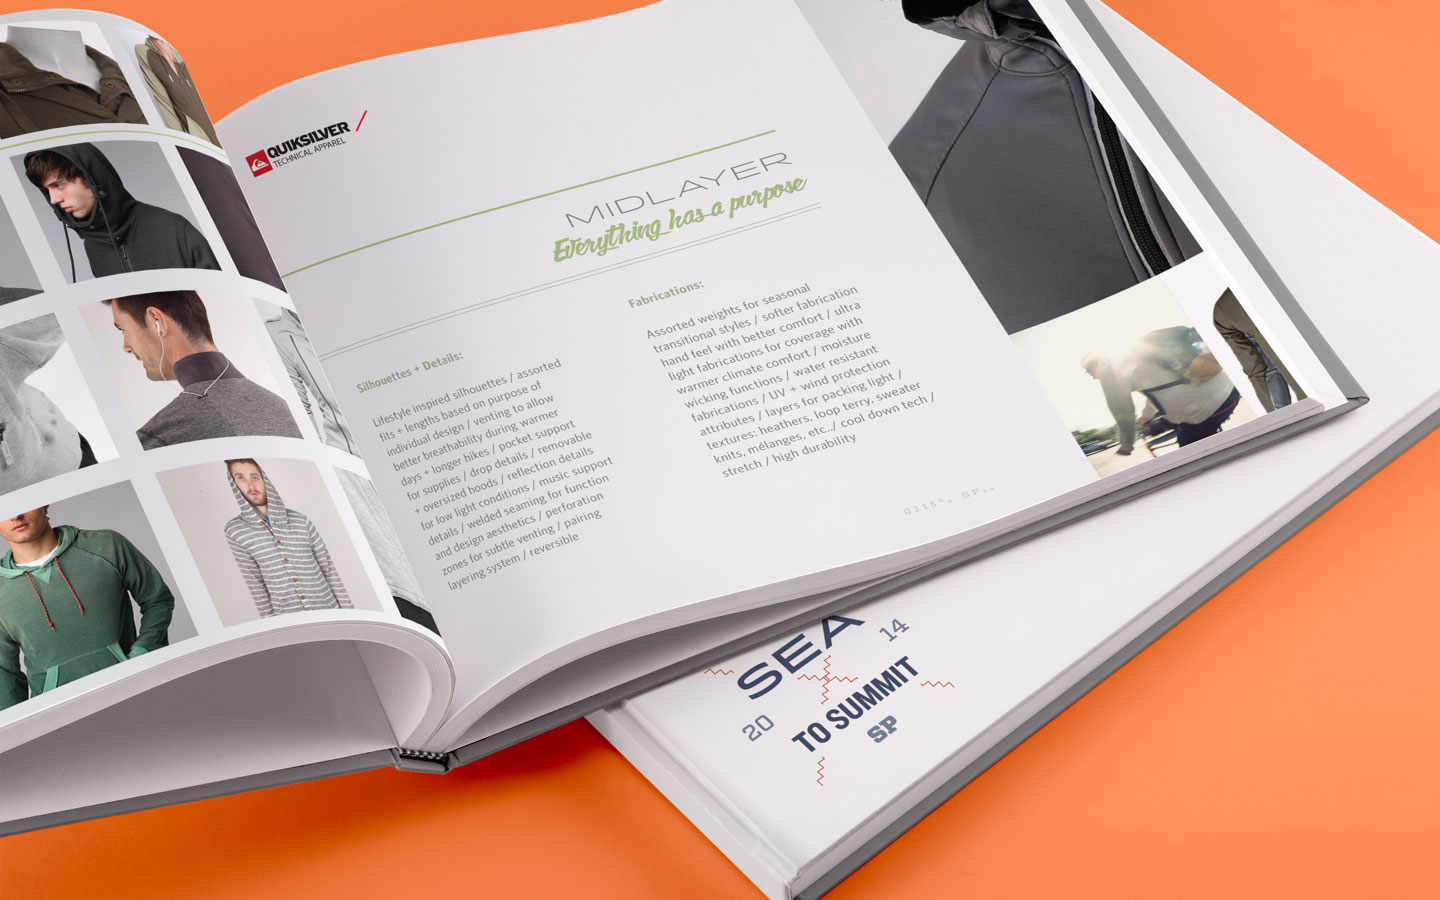 QUIKSILVER
TECHNICAL APPAREL
MIDLAYER
Everything has a purpose
Silhouettes + Details:
Lifestyle inspired silhouettes / assorted
fits + lengths based on purpose of
individual design / venting to allow
better breathability during warmer
days + longer hikes / pocket support
for supplies / drop details / removable
+ oversized hoods / reflection details
for low light conditions / music support
details / welded seaming for function
and design aesthetics / perforation
zones for subtle venting / pairing
layering system / reversible
Fabrications:
Assorted weights for seasonal
transitional styles / softer fabrication
hand feel with better comfort / ultra
light fabrications for coverage with
warmer climate comfort / moisture
wicking functions / water resistant
fabrications / UV + wind protection
attributes / layers for packing light /
textures: heathers, loop terry, sweater
knits, mélanges, etc../ cool down tech /
stretch / high durability
SEA
20 14
TO SUMMIT
SP